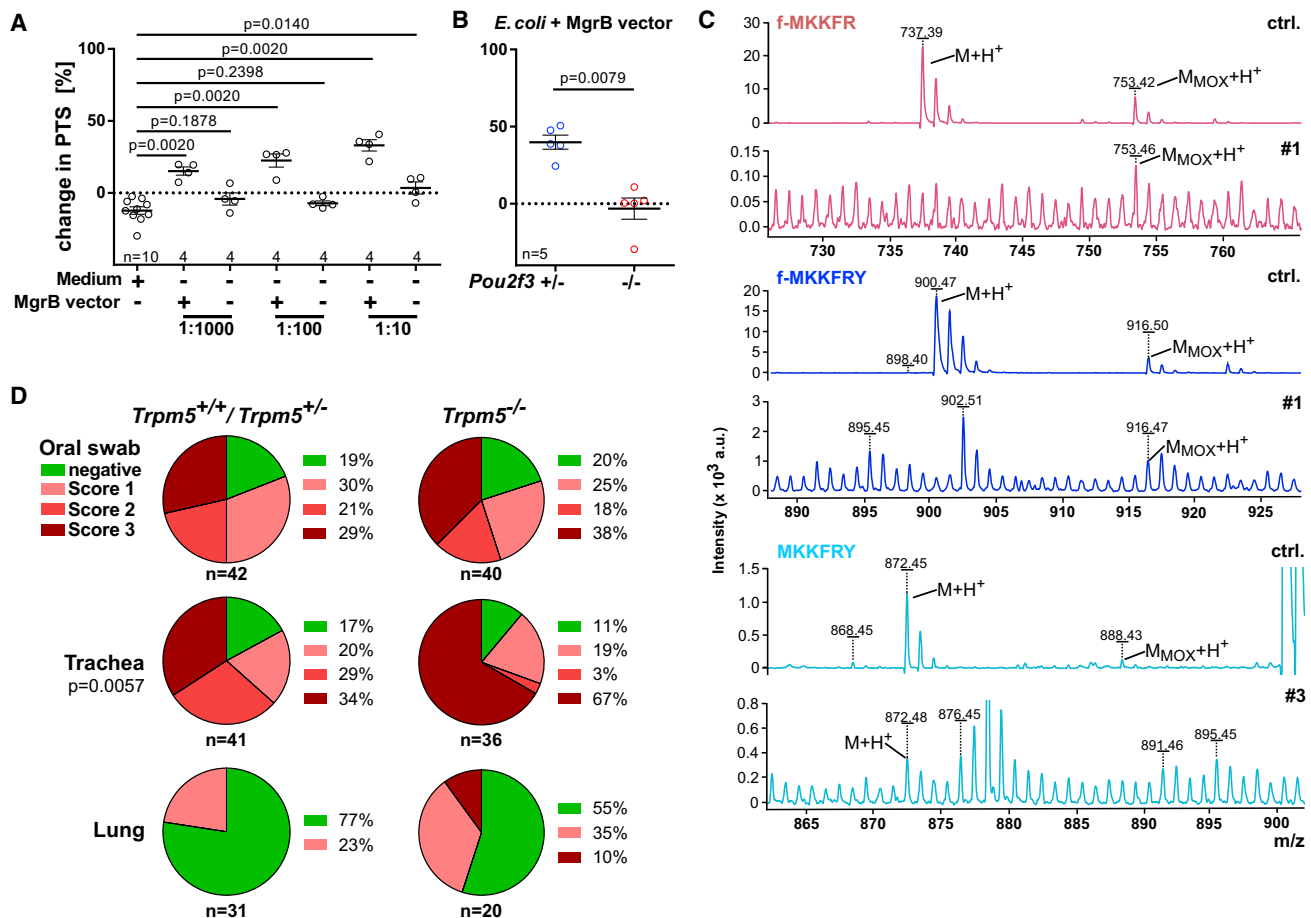 A
p=0.0140
p=0.0020
p=0.2398
p=0.0020
p=0.1878
p=0.0020
change in PTS [%]
100
50
0
n=10 4 4 4 4 4 4
Medium + - - - - - -
MgrB vector - + - + - + -
1:1000 1:100 1:10
B
E. coli + MgrB vector
100
p=0.0079
50
0
n=5
Pou2f3 +/- -/-
C
Intensity (x 10³ a.u.)
f-MKKFR
ctrl.
30
20
10
0
737.39
M+H⁺
753.42
M_MOX+H⁺
#1
0.15
0.10
0.05
0.0
753.46
M_MOX+H⁺
730 735 740 745 750 755 760
f-MKKFRY
ctrl.
20
15
10
5
0
898.40
900.47
M+H⁺
916.50
M_MOX+H⁺
#1
3
2
1
0
895.45
902.51
916.47
M_MOX+H⁺
890 895 900 905 910 915 920 925
MKKFRY
ctrl.
1.5
1.0
0.5
0
868.45
872.45
M+H⁺
888.43
M_MOX+H⁺
#3
0.8
0.6
0.4
0.2
0
M+H⁺
872.48
876.45
891.46
895.45
865 870 875 880 885 890 895 900
m/z
D
Trpm5+/+/ Trpm5+/-
Trpm5-/-
Oral swab
negative
Score 1
Score 2
Score 3
19%
30%
21%
29%
n=42
20%
25%
18%
38%
n=40
Trachea
p=0.0057
17%
20%
29%
34%
n=41
11%
19%
3%
67%
n=36
Lung
77%
23%
n=31
55%
35%
10%
n=20